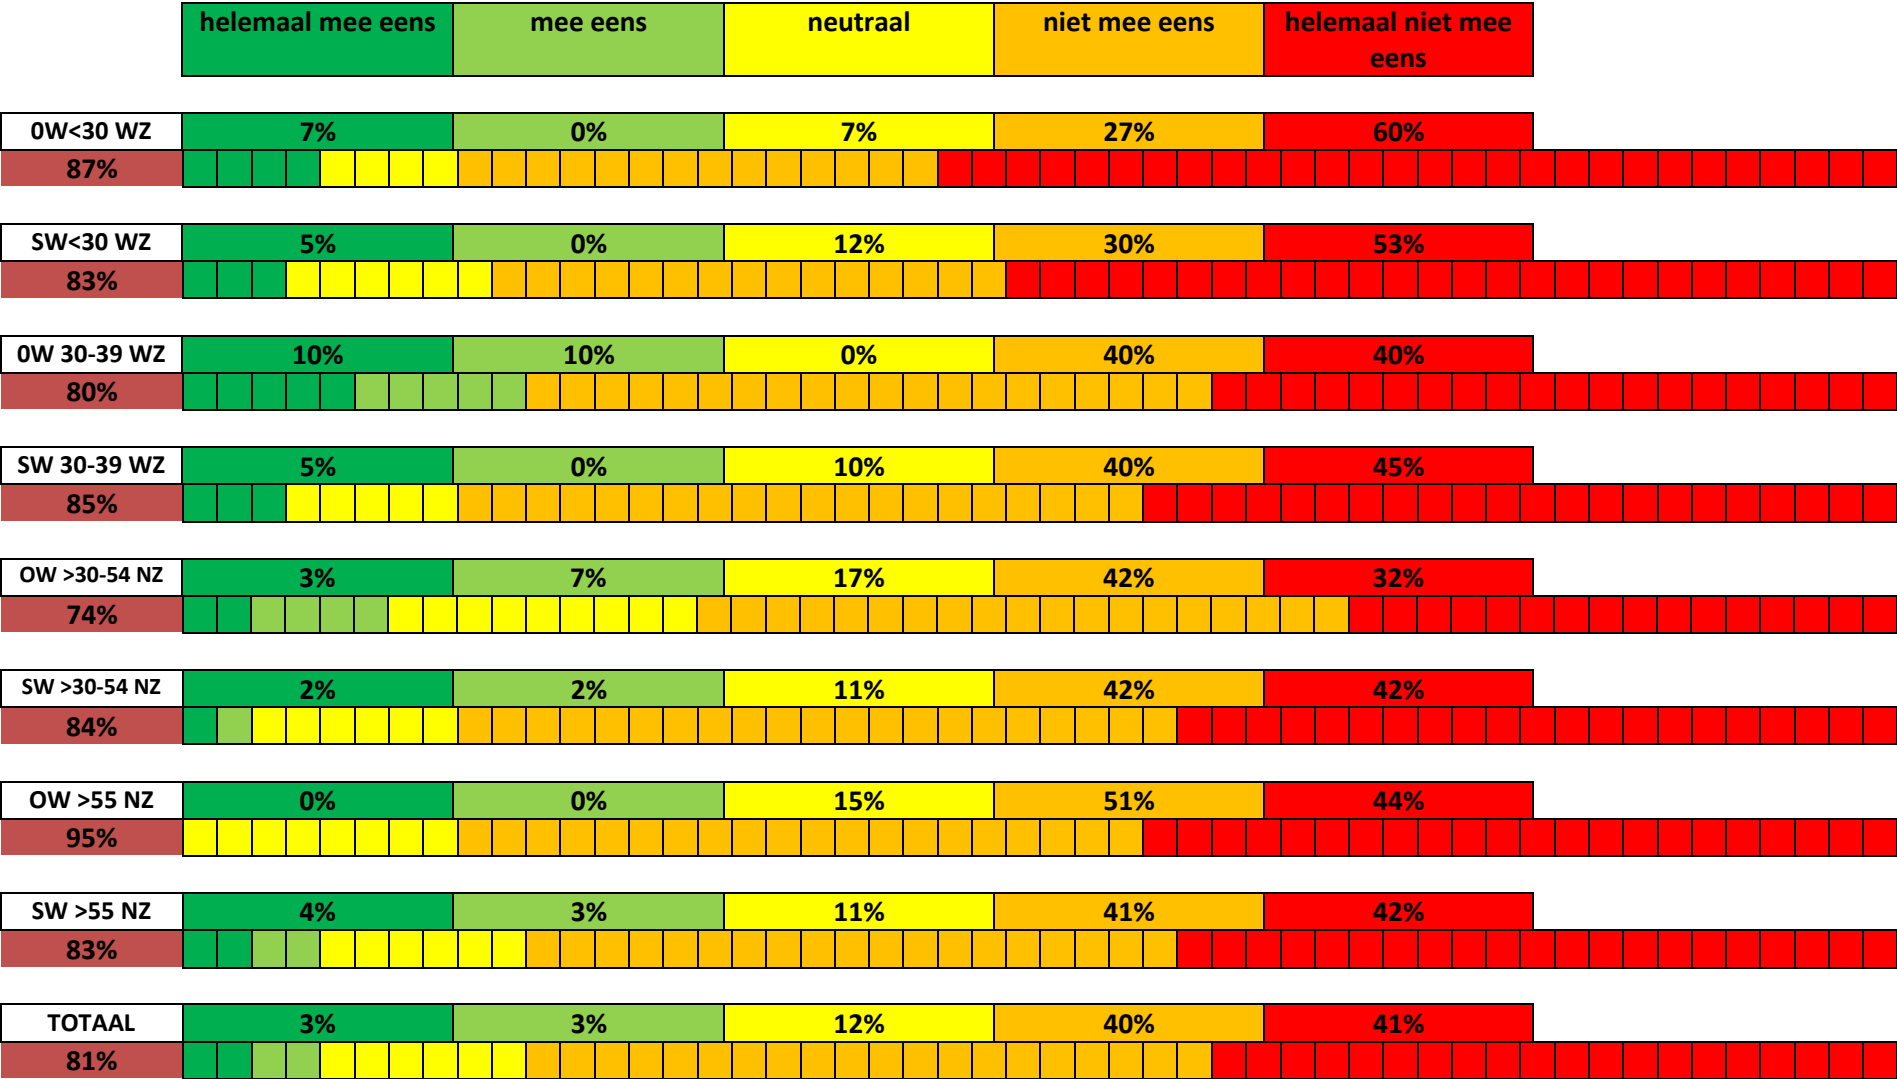 helemaal mee eens mee eens neutraal niet mee eens helemaal niet mee
eens
0W<30 WZ 7% 0% 7% 27% 60%
87%
SW<30 WZ 5% 0% 12% 30% 53%
83%
0W 30-39 WZ 10% 10% 0% 40% 40%
80%
SW 30-39 WZ 5% 0% 10% 40% 45%
85%
OW >30-54 NZ 3% 7% 17% 42% 32%
74%
SW >30-54 NZ 2% 2% 11% 42% 42%
84%
OW >55 NZ 0% 0% 15% 51% 44%
95%
SW >55 NZ 4% 3% 11% 41% 42%
83%
TOTAAL 3% 3% 12% 40% 41%
81%